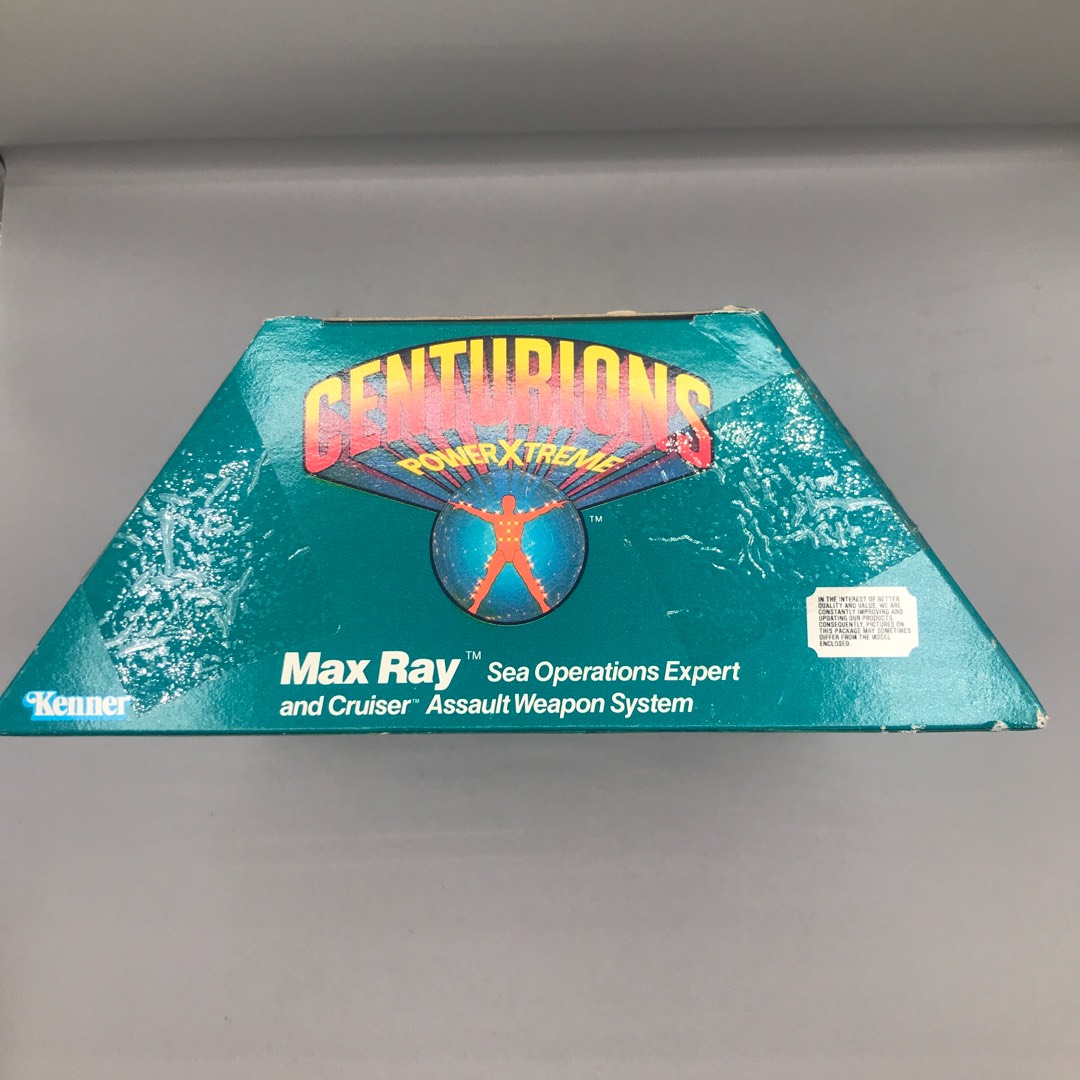 CENTURIONS
POWERXTREME
™
Max Ray™ Sea Operations Expert
and Cruiser™ Assault Weapon System
Kenner
IN THE INTEREST OF BETTER
QUALITY AND VALUE, WE ARE
CONSTANTLY IMPROVING AND
UPDATING OUR PRODUCTS.
CONSEQUENTLY, PICTURES ON
THIS PACKAGE MAY SOMETIMES
DIFFER FROM THE MODEL
ENCLOSED.